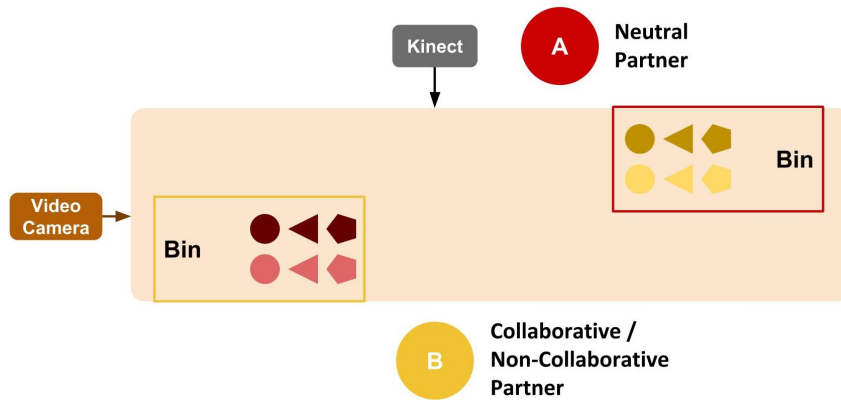 Kinect
A
Neutral
Partner
Bin
Video
Camera
Bin
B
Collaborative /
Non-Collaborative
Partner